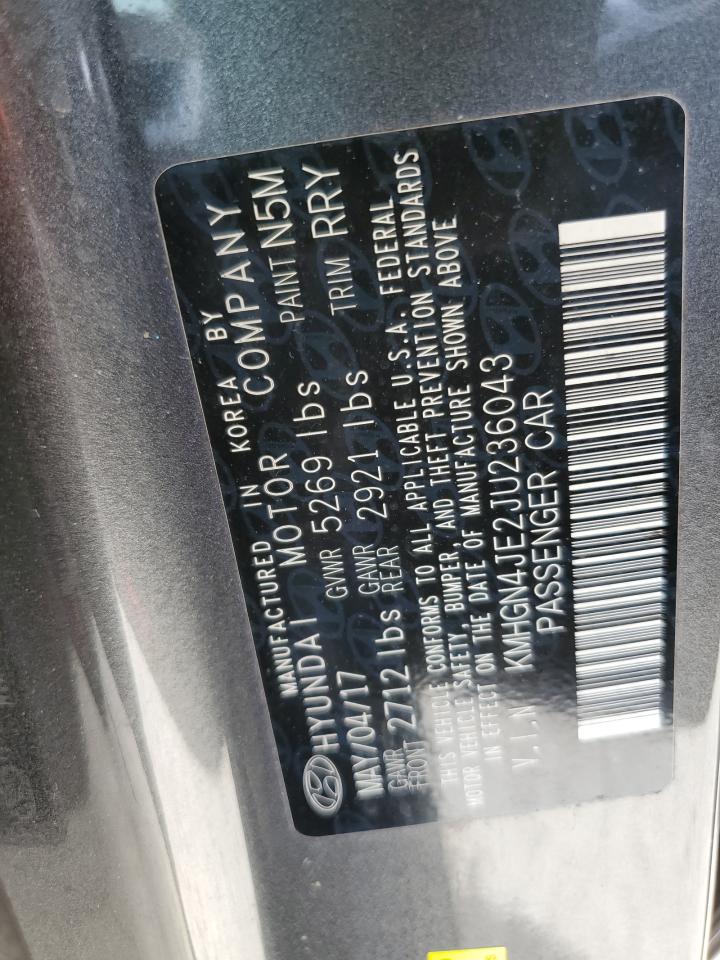 MANUFACTURED IN KOREA BY
HYUNDAI MOTOR COMPANY
MAY/04/17 GVWR 5269 lbs PAINT N5M
GAWR FRONT 2712 lbs GAWR REAR 2921 lbs TRIM RRY
THIS VEHICLE CONFORMS TO ALL APPLICABLE U.S.A. FEDERAL
MOTOR VEHICLE SAFETY, BUMPER, AND THEFT PREVENTION STANDARDS
IN EFFECT ON THE DATE OF MANUFACTURE SHOWN ABOVE
V.I.N KMHGN4JE2JU236043
PASSENGER CAR